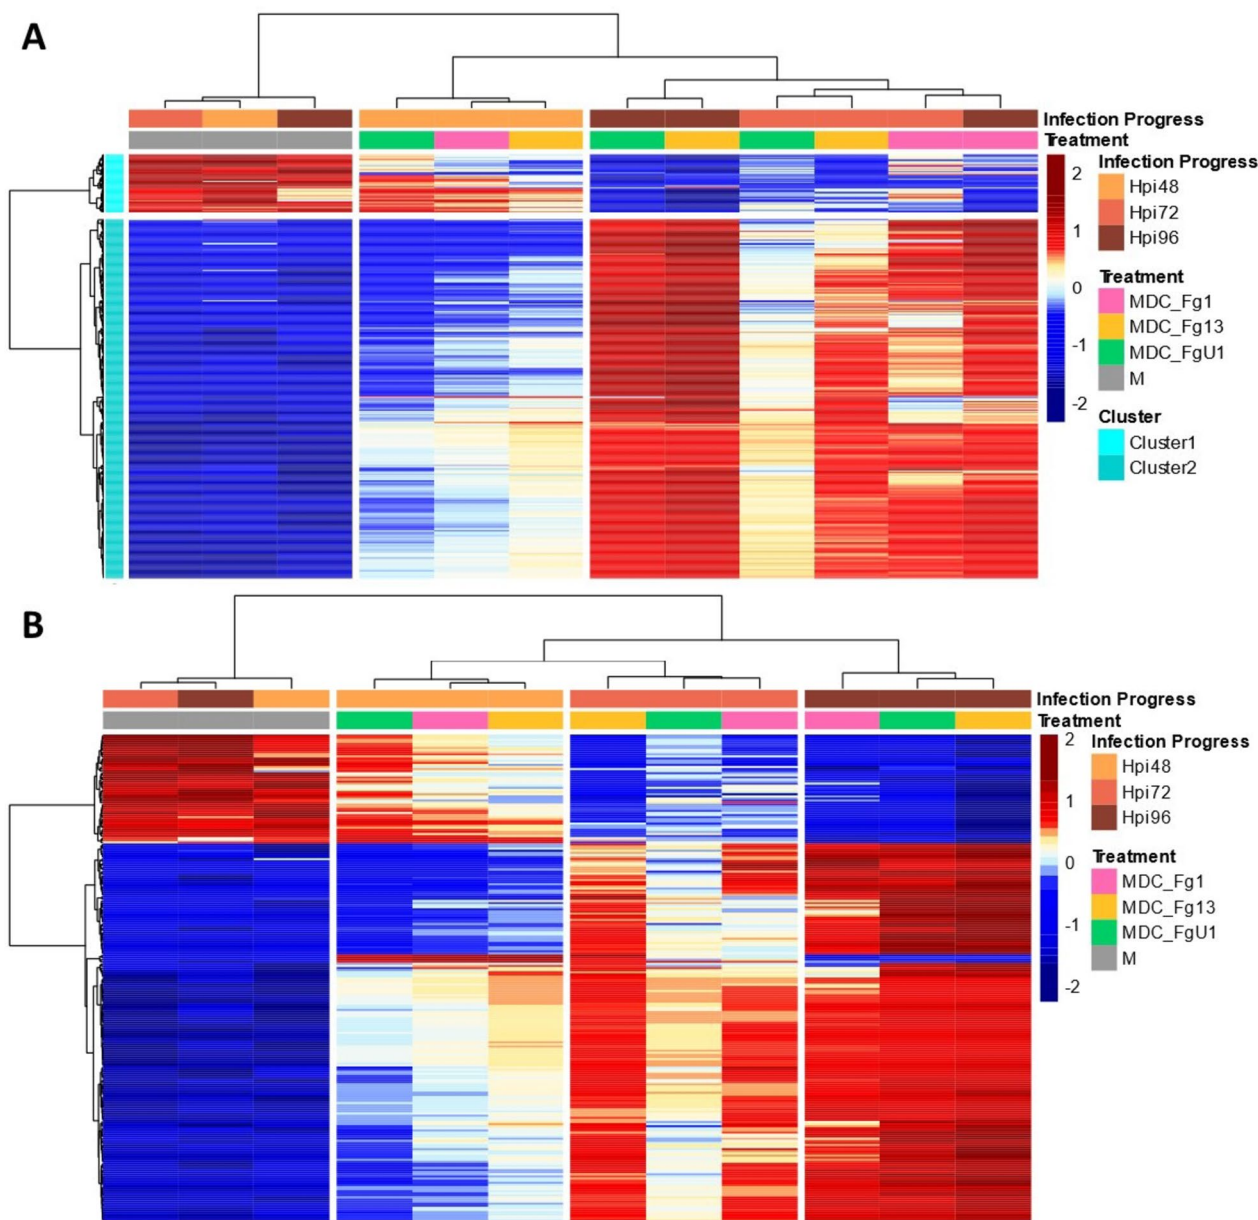 A
Infection Progress
Treatment
2
1
0
-1
-2
Infection Progress
Hpi48
Hpi72
Hpi96
Treatment
MDC_Fg1
MDC_Fg13
MDC_FgU1
M
Cluster
Cluster1
Cluster2
B
Infection Progress
Treatment
2
1
0
-1
-2
Infection Progress
Hpi48
Hpi72
Hpi96
Treatment
MDC_Fg1
MDC_Fg13
MDC_FgU1
M